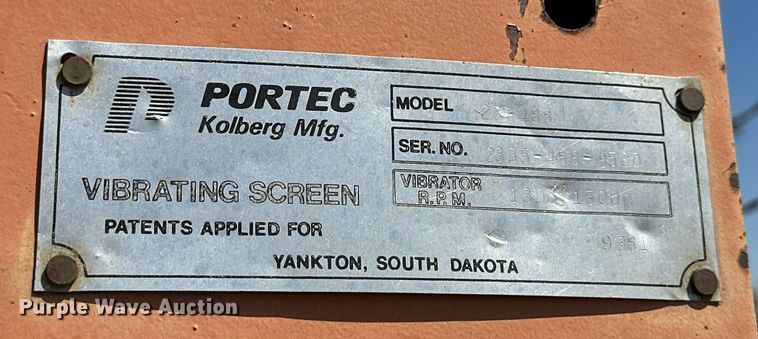 PORTEC
Kolberg Mfg.
VIBRATING SCREEN
PATENTS APPLIED FOR
YANKTON, SOUTH DAKOTA
MODEL
SER. NO.
VIBRATOR
R.P.M.
Purple Wave Auction